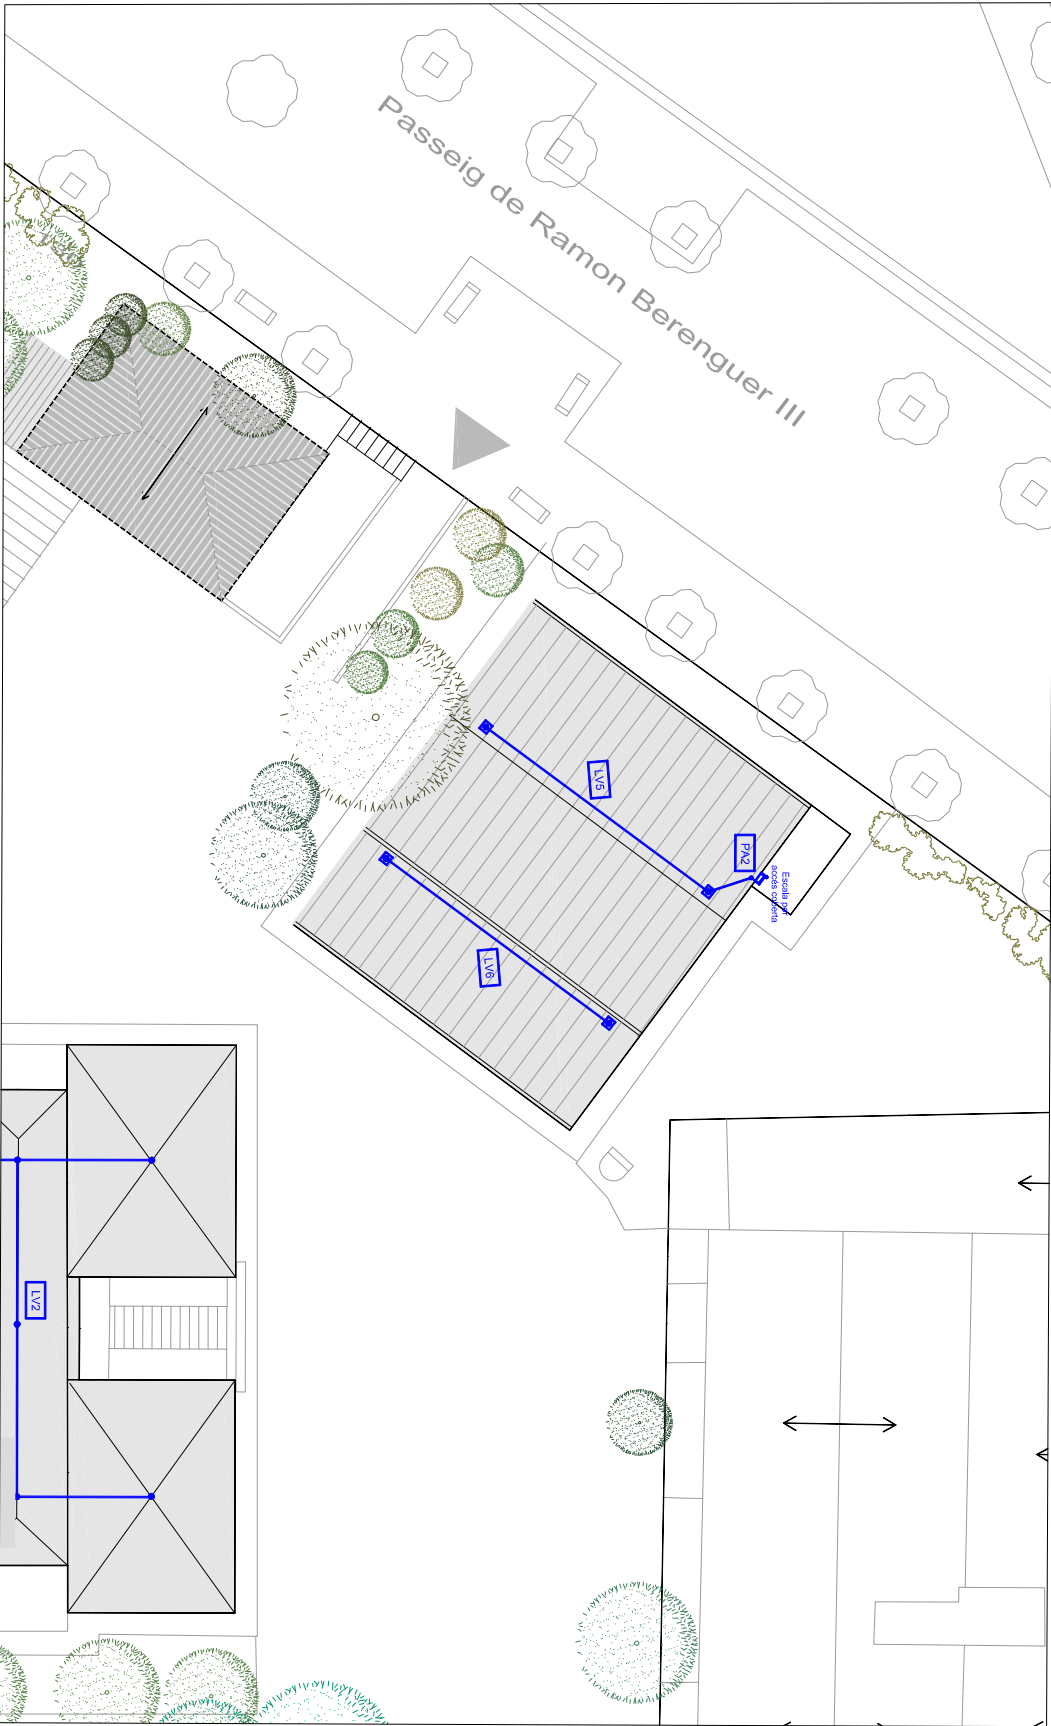 Passeig de Ramon Berenguer III
LV5
PA2
Escala per
accés coberta
LV6
LV2